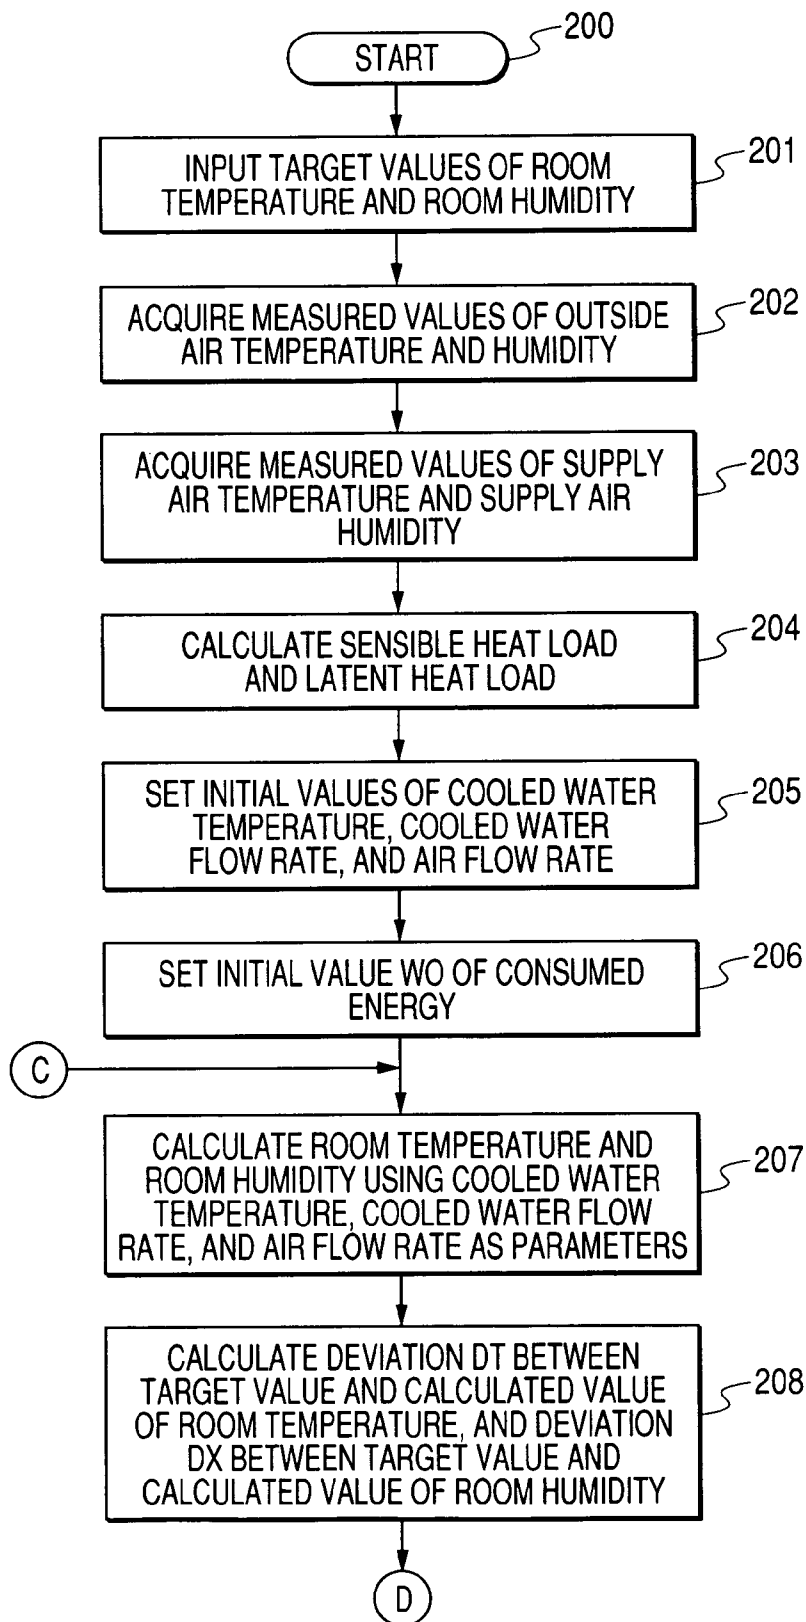 START
200
INPUT TARGET VALUES OF ROOM
TEMPERATURE AND ROOM HUMIDITY
201
ACQUIRE MEASURED VALUES OF OUTSIDE
AIR TEMPERATURE AND HUMIDITY
202
ACQUIRE MEASURED VALUES OF SUPPLY
AIR TEMPERATURE AND SUPPLY AIR
HUMIDITY
203
CALCULATE SENSIBLE HEAT LOAD
AND LATENT HEAT LOAD
204
SET INITIAL VALUES OF COOLED WATER
TEMPERATURE, COOLED WATER
FLOW RATE, AND AIR FLOW RATE
205
SET INITIAL VALUE WO OF CONSUMED
ENERGY
206
C
CALCULATE ROOM TEMPERATURE AND
ROOM HUMIDITY USING COOLED WATER
TEMPERATURE, COOLED WATER FLOW
RATE, AND AIR FLOW RATE AS PARAMETERS
207
CALCULATE DEVIATION DT BETWEEN
TARGET VALUE AND CALCULATED VALUE
OF ROOM TEMPERATURE, AND DEVIATION
DX BETWEEN TARGET VALUE AND
CALCULATED VALUE OF ROOM HUMIDITY
208
D